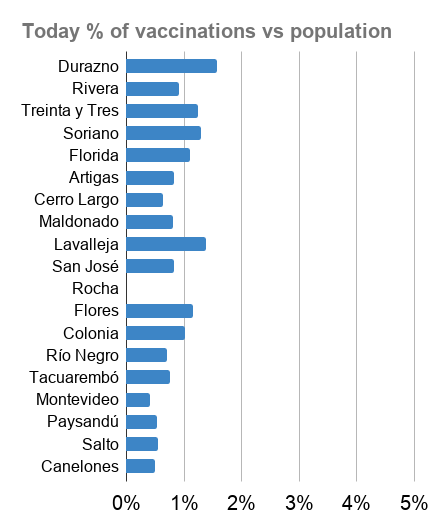 Today % of vaccinations vs population
Durazno
Rivera
Treinta y Tres
Soriano
Florida
Artigas
Cerro Largo
Maldonado
Lavalleja
San José
Rocha
Flores
Colonia
Río Negro
Tacuarembó
Montevideo
Paysandú
Salto
Canelones
0% 1% 2% 3% 4% 5%